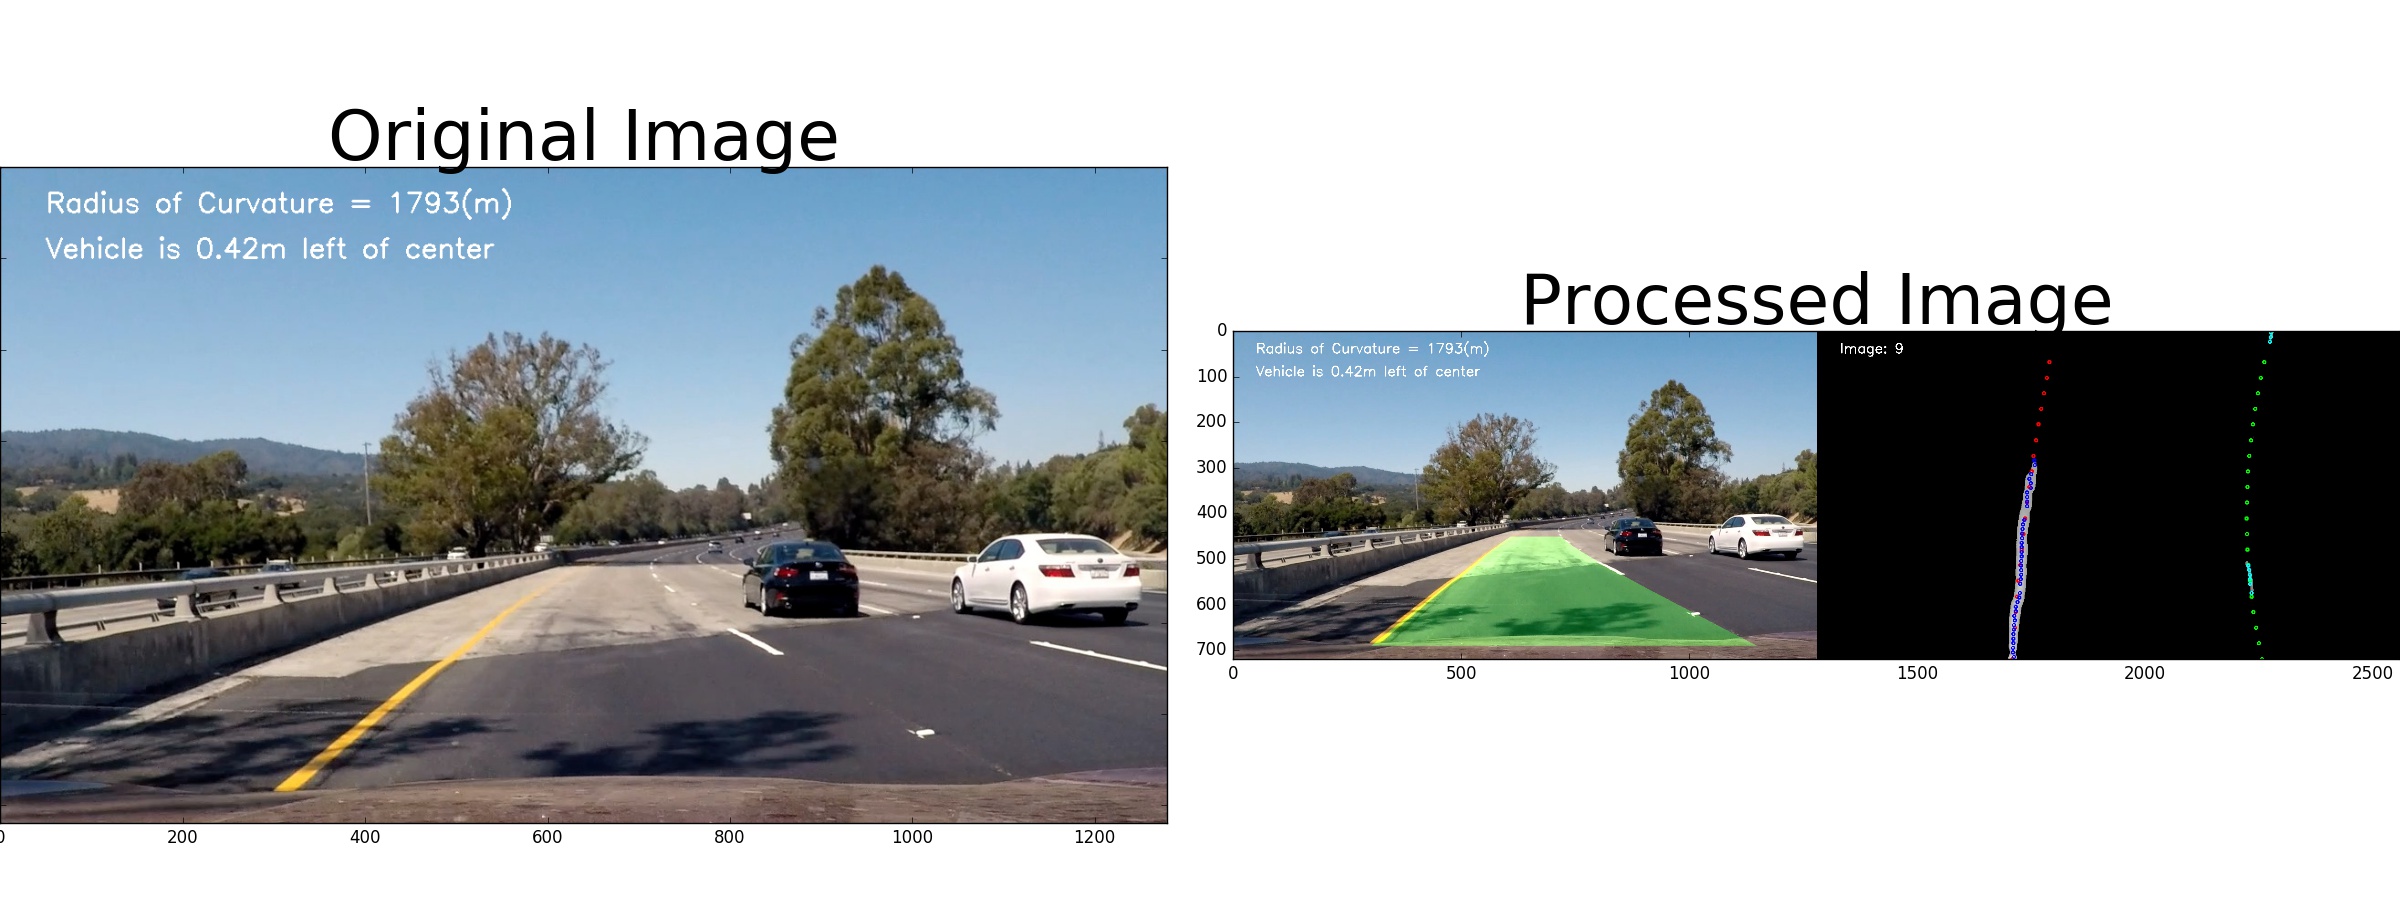 Original Image
Radius of Curvature = 1793(m)
Vehicle is 0.42m left of center
0 200 400 600 800 1000 1200
Processed Image
Radius of Curvature = 1793(m)
Vehicle is 0.42m left of center
Image: 9
0
100
200
300
400
500
600
700
0 500 1000 1500 2000 2500